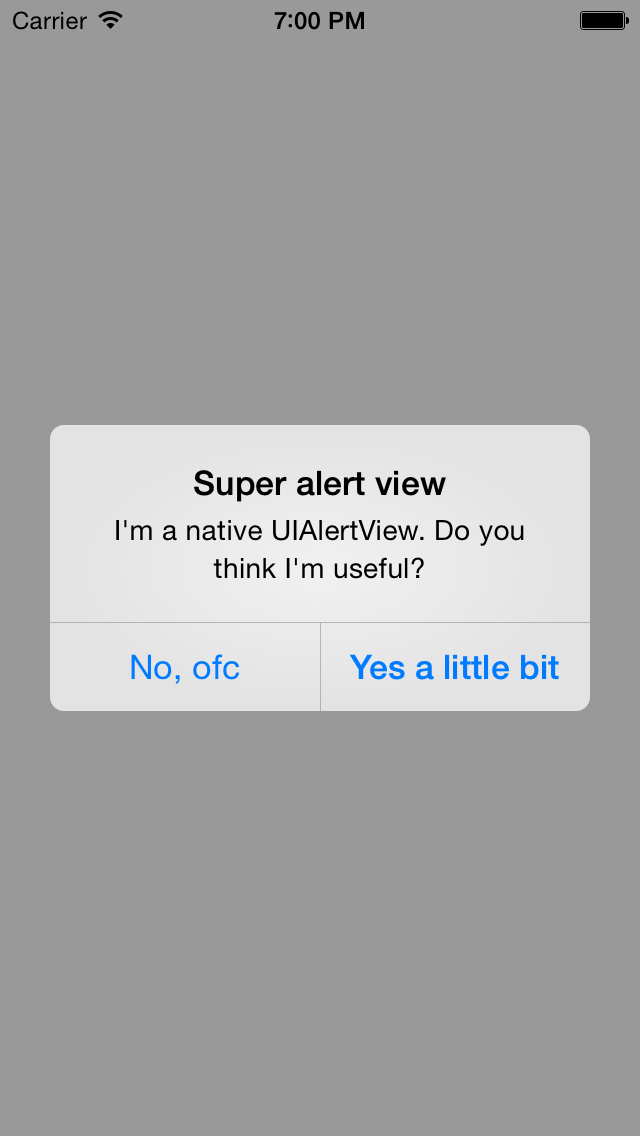 Carrier 7:00 PM
Super alert view
I'm a native UIAlertView. Do you
think I'm useful?
No, ofc Yes a little bit